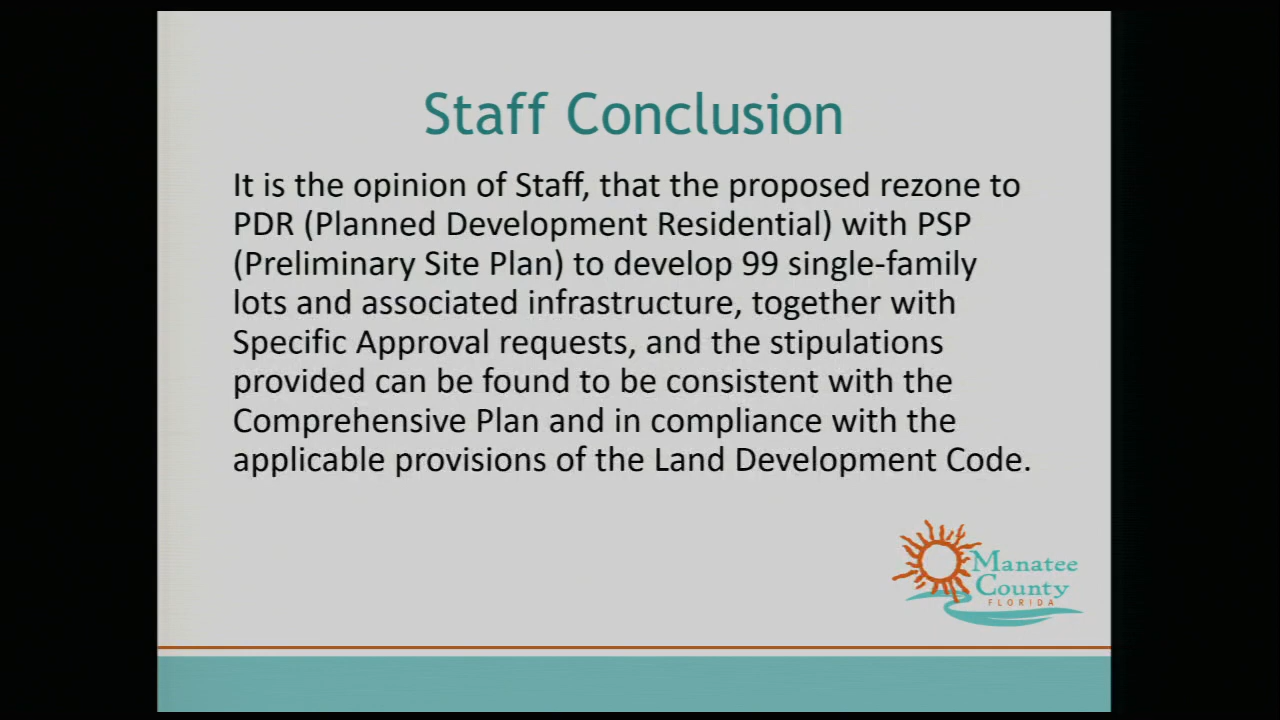 Staff Conclusion
It is the opinion of Staff, that the proposed rezone to
PDR (Planned Development Residential) with PSP
(Preliminary Site Plan) to develop 99 single-family
lots and associated infrastructure, together with
Specific Approval requests, and the stipulations
provided can be found to be consistent with the
Comprehensive Plan and in compliance with the
applicable provisions of the Land Development Code.
Manatee
County
FLORIDA